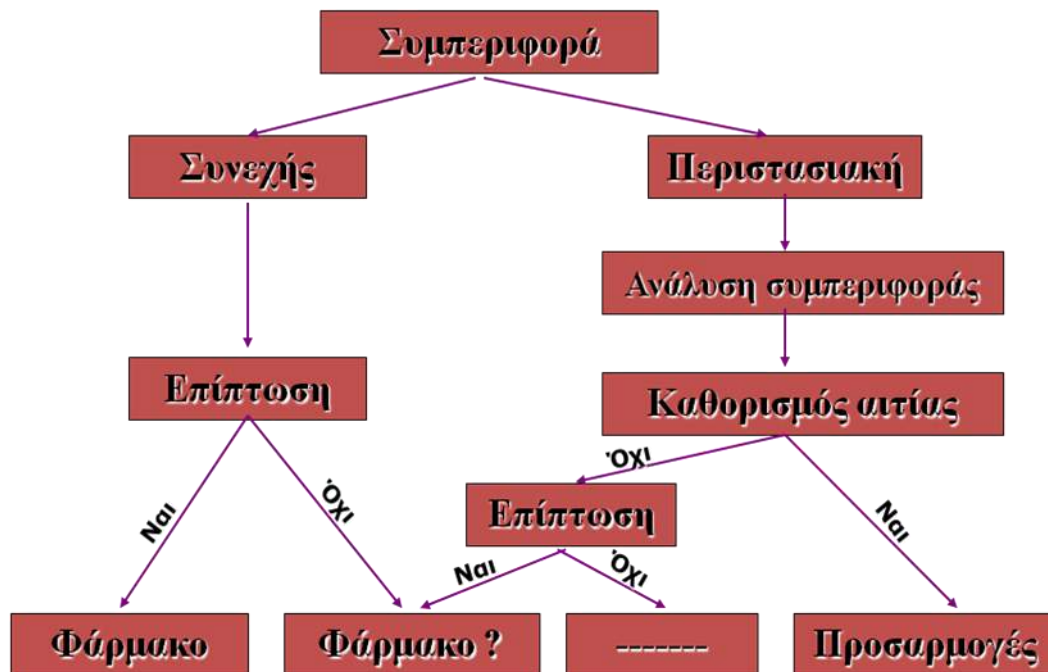 Συμπεριφορά
Συνεχής
Περιστασιακή
Ανάλυση συμπεριφοράς
Επίπτωση
Καθορισμός αιτίας
Όχι
Ναι
Όχι
Επίπτωση
Ναι
Ναι
Όχι
Φάρμακο
Φάρμακο ?
-------
Προσαρμογές